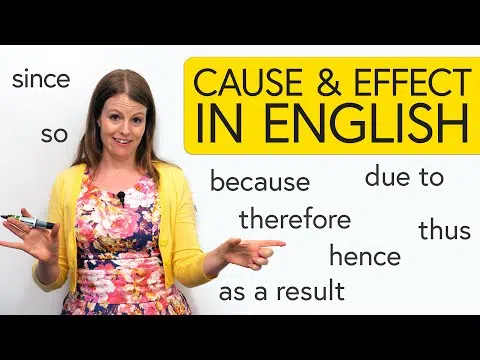 CAUSE & EFFECT
IN ENGLISH
since
so
because
due to
therefore
thus
hence
as a result